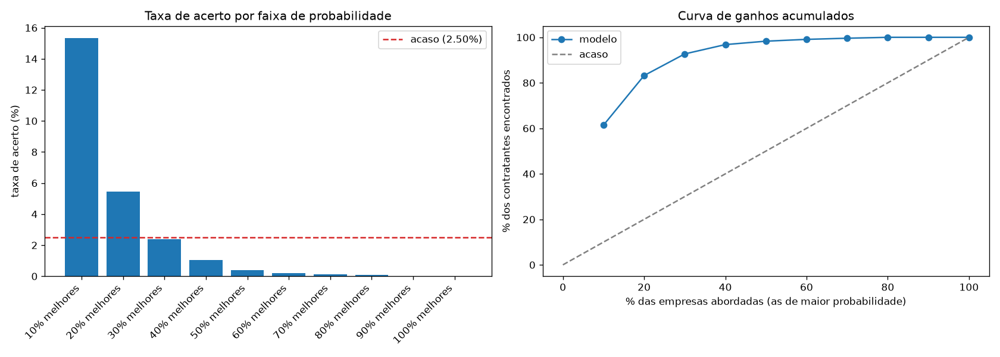 Taxa de acerto por faixa de probabilidade
acaso (2.50%)
taxa de acerto (%)
16
14
12
10
8
6
4
2
0
10% melhores
20% melhores
30% melhores
40% melhores
50% melhores
60% melhores
70% melhores
80% melhores
90% melhores
100% melhores
Curva de ganhos acumulados
modelo
acaso
% dos contratantes encontrados
100
80
60
40
20
0
0 20 40 60 80 100
% das empresas abordadas (as de maior probabilidade)